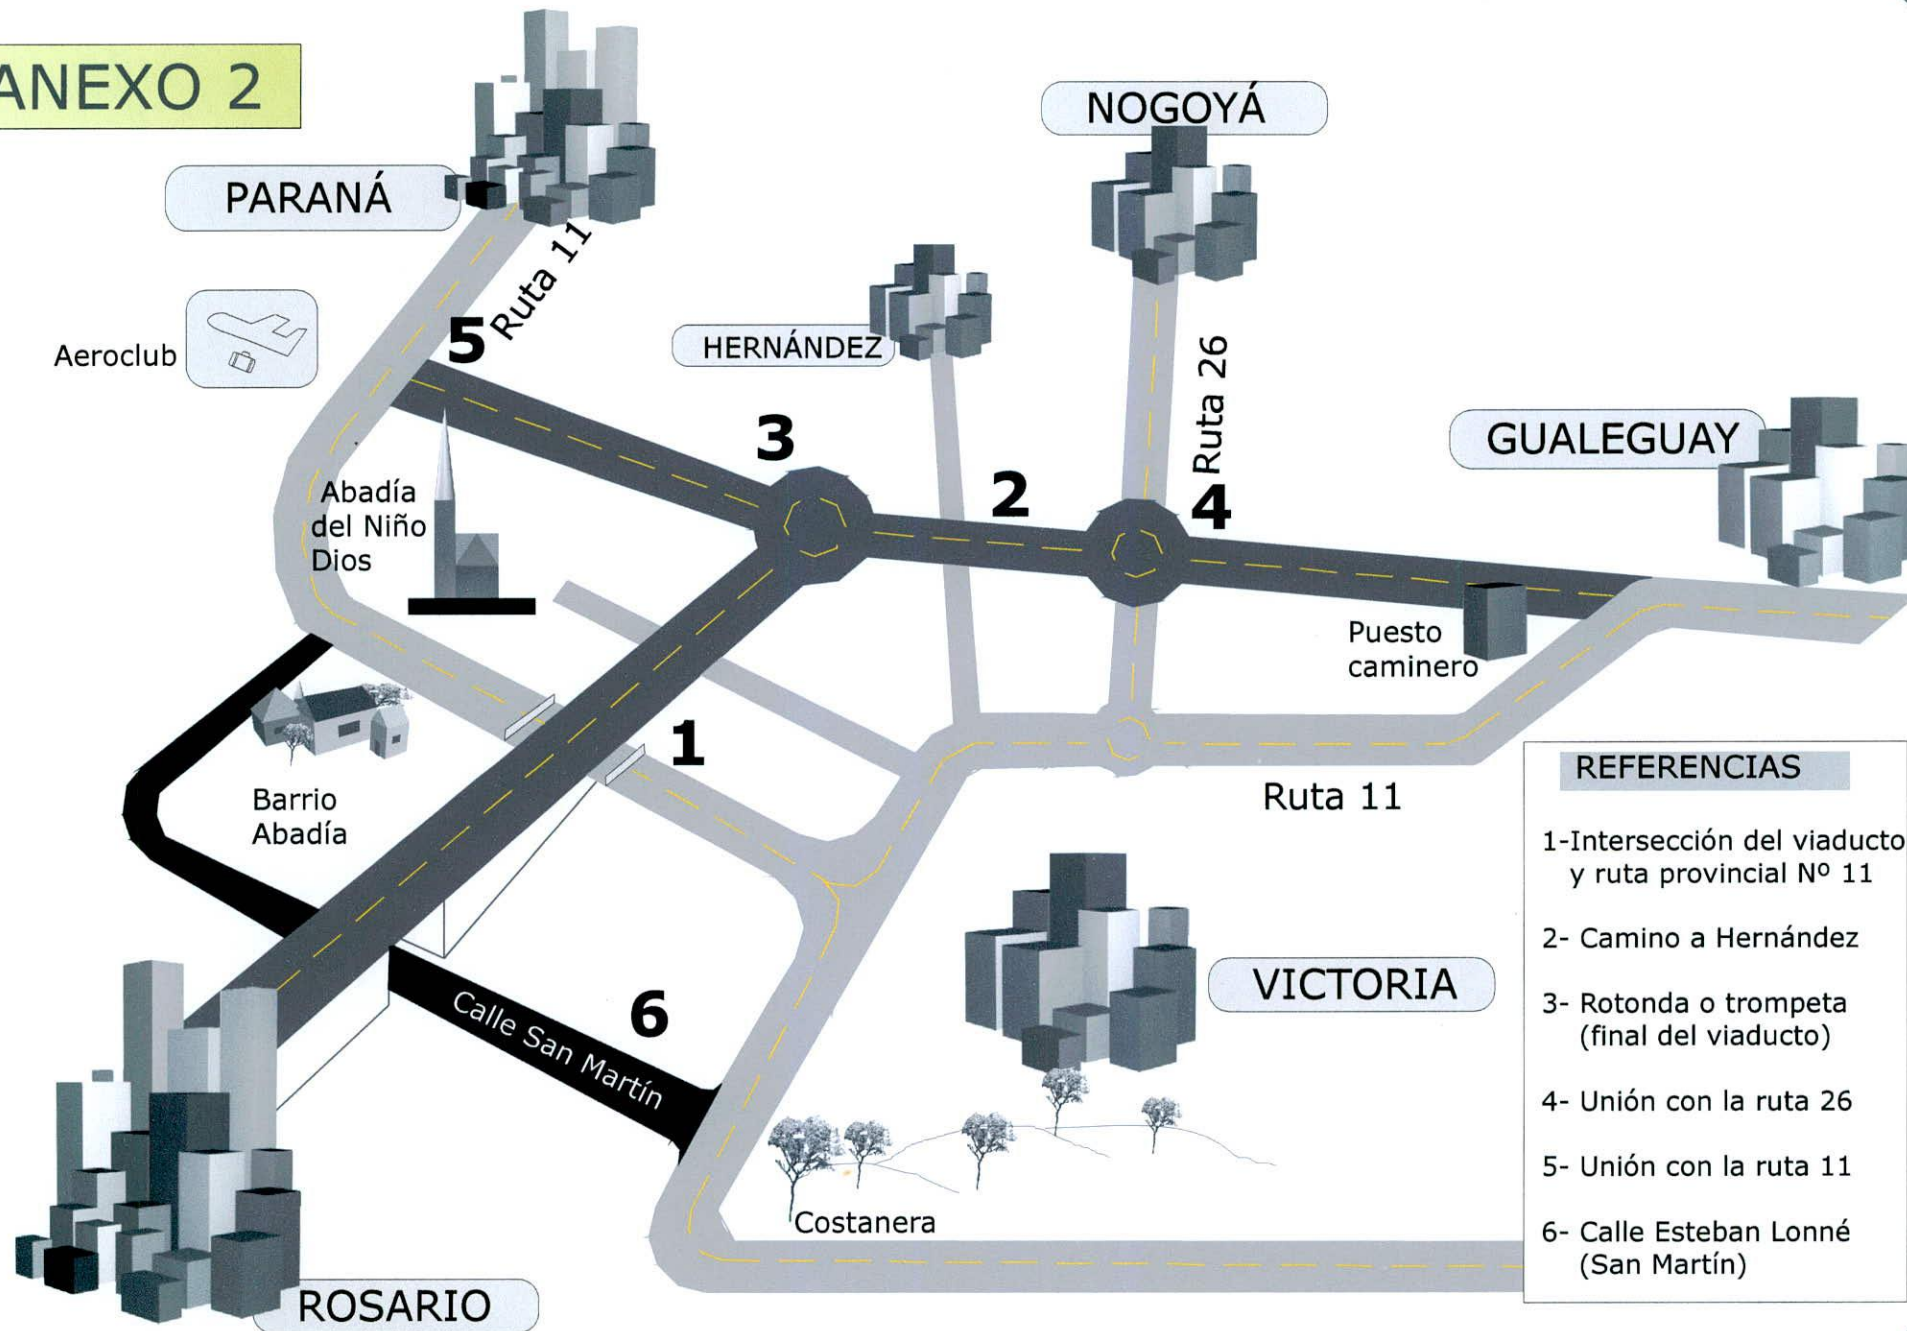 ANEXO 2
PARANÁ
NOGOYÁ
Ruta 11
Aeroclub
5
HERNÁNDEZ
Ruta 26
GUALEGUAY
3
2
4
Abadía
del Niño
Dios
Puesto
caminero
1
Barrio
Abadía
Ruta 11
6
Calle San Martín
VICTORIA
Costanera
ROSARIO
REFERENCIAS
1-Intersección del viaducto
y ruta provincial Nº 11
2- Camino a Hernández
3- Rotonda o trompeta
(final del viaducto)
4- Unión con la ruta 26
5- Unión con la ruta 11
6- Calle Esteban Lonné
(San Martín)